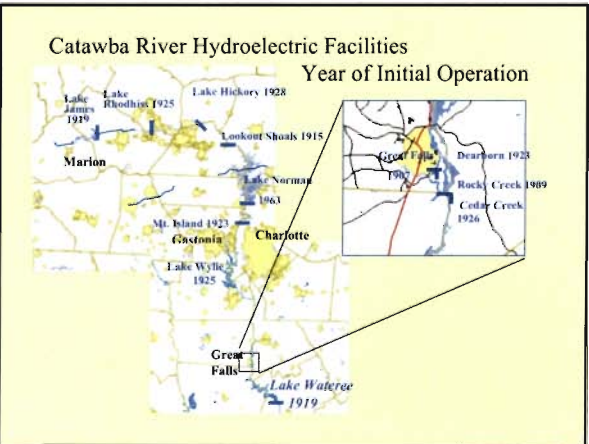 Catawba River Hydroelectric Facilities
Year of Initial Operation
Lake
James
1919
Lake
Rhodhiss 1925
Lake Hickory 1928
Lookout Shoals 1915
Marion
Lake Norman
1963
Mt. Island 1923
Gastonia
Charlotte
Lake Wylie
1925
Great
Falls
Lake Wateree
1919
Great Falls
1907
Dearborn 1923
Rocky Creek 1909
Cedar Creek
1926